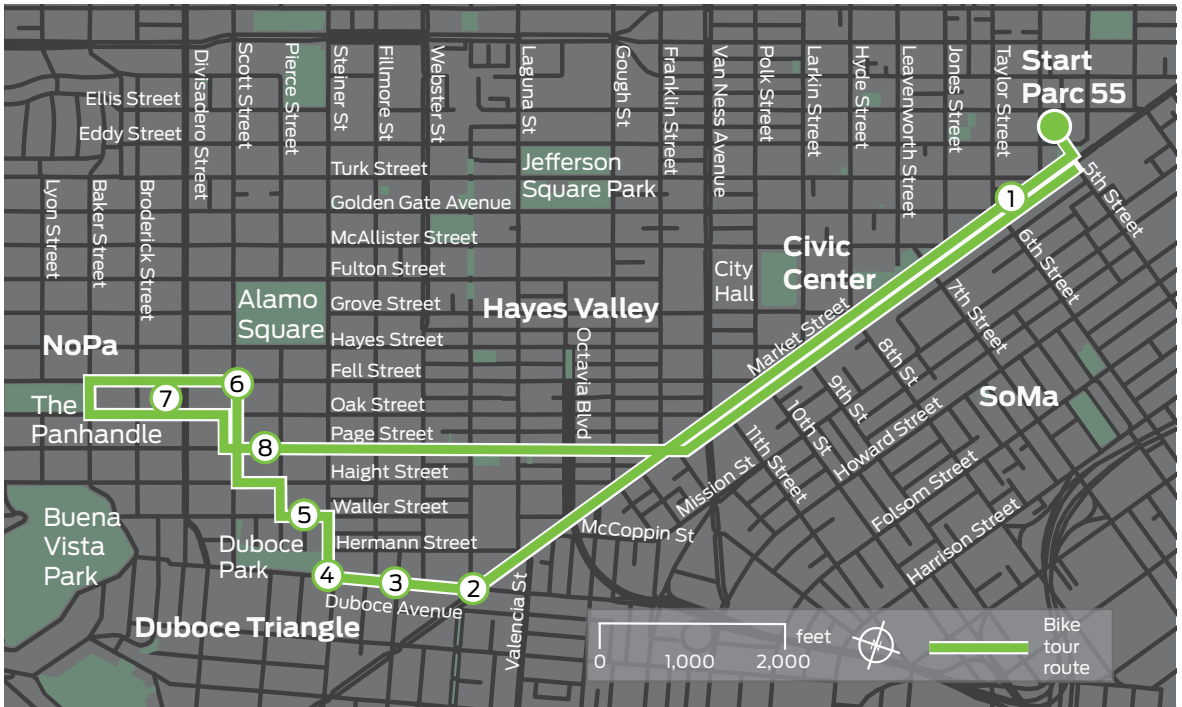 Start
Parc 55
Divisadero Street
Scott Street
Pierce Street
Steiner St
Fillmore St
Webster St
Laguna St
Gough St
Franklin Street
Van Ness Avenue
Polk Street
Larkin Street
Hyde Street
Leavenworth Street
Jones Street
Taylor Street
Ellis Street
Eddy Street
Turk Street
Golden Gate Avenue
McAllister Street
Fulton Street
Grove Street
Hayes Street
Fell Street
Oak Street
Page Street
Haight Street
Waller Street
Hermann Street
Lyon Street
Baker Street
Broderick Street
Jefferson
Square Park
1
5th Street
6th Street
7th Street
8th St
9th St
10th St
11th Street
Civic
Center
City
Hall
Alamo
Square
Hayes Valley
Octavia Blvd
Market Street
SoMa
NoPa
6
7
8
The
Panhandle
Howard Street
Mission St
Folsom Street
Harrison Street
McCoppin St
Buena
Vista
Park
Duboce
Park
5
4
3
2
Duboce Avenue
Valencia St
Duboce Triangle
feet
0
1,000
2,000
Bike
tour
route